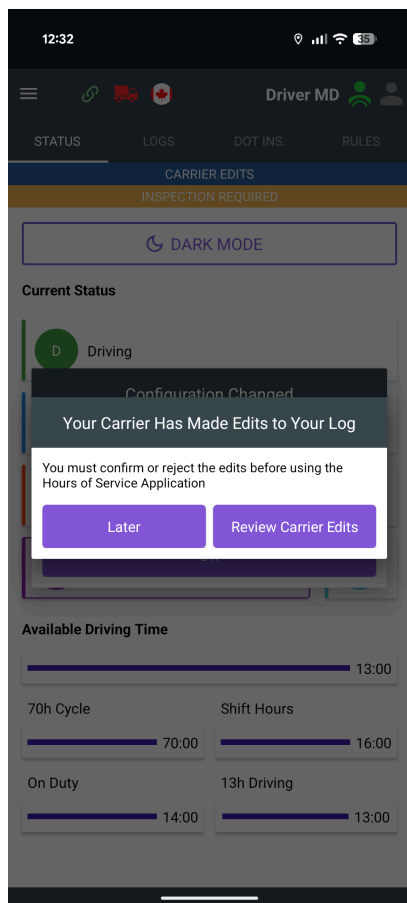 12:32
35
Driver MD
STATUS
LOGS
DOT INS.
RULES
CARRIER EDITS
INSPECTION REQUIRED
DARK MODE
Current Status
D
Driving
Configuration Changed
Your Carrier Has Made Edits to Your Log
You must confirm or reject the edits before using the
Hours of Service Application
Later
Review Carrier Edits
Available Driving Time
13:00
70h Cycle
Shift Hours
70:00
16:00
On Duty
13h Driving
14:00
13:00